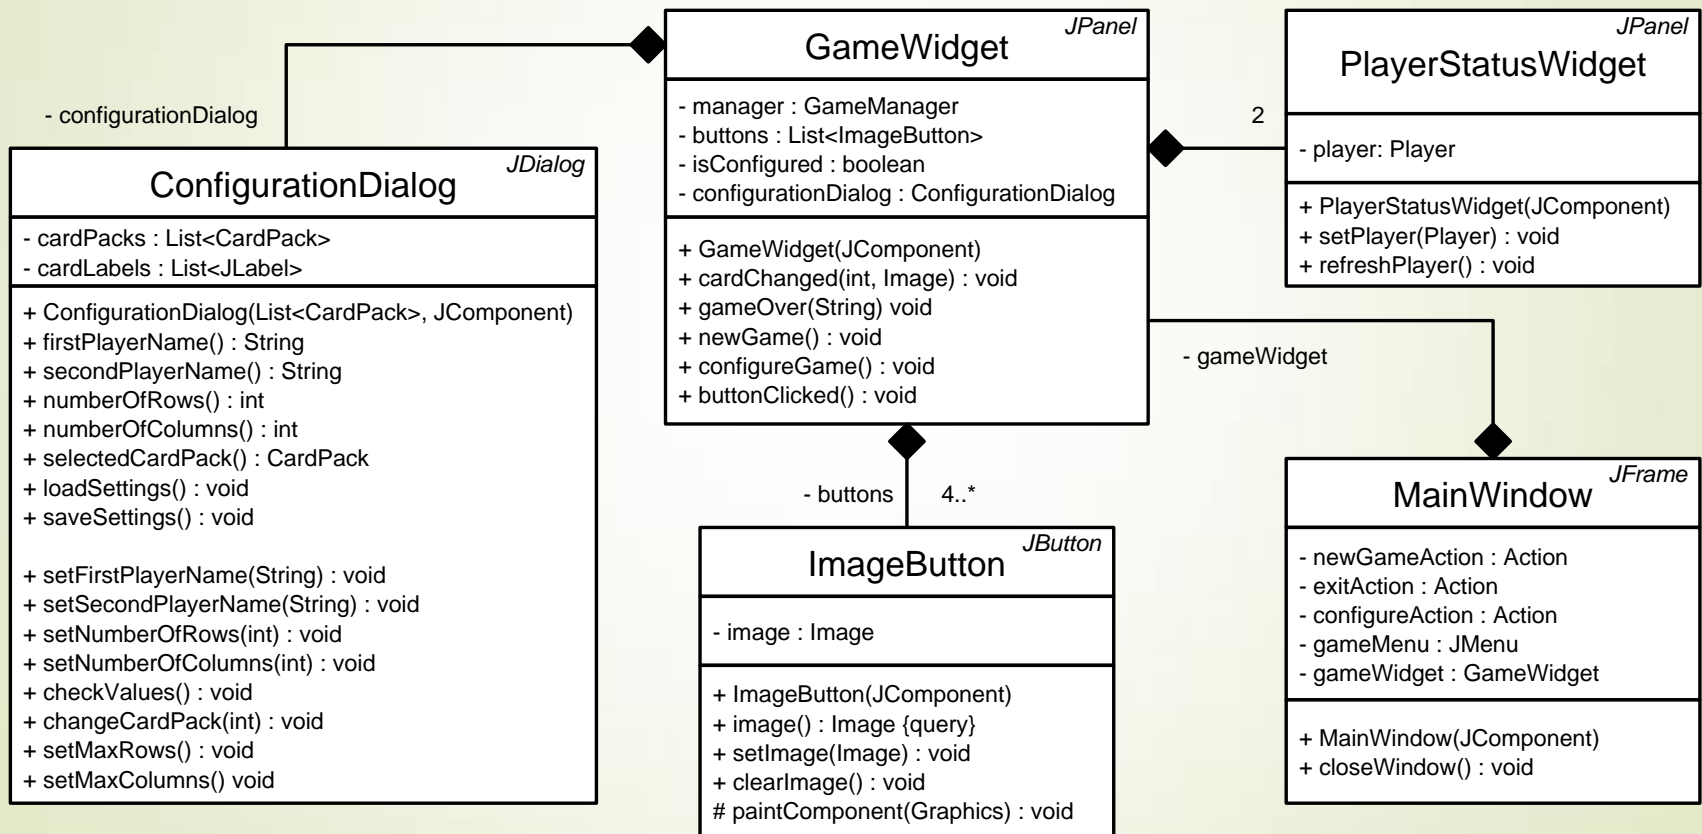 - configurationDialog
JDialog
ConfigurationDialog
- cardPacks : List<CardPack>
- cardLabels : List<JLabel>
+ ConfigurationDialog(List<CardPack>, JComponent)
+ firstPlayerName() : String
+ secondPlayerName() : String
+ numberOfRows() : int
+ numberOfColumns() : int
+ selectedCardPack() : CardPack
+ loadSettings() : void
+ saveSettings() : void
+ setFirstPlayerName(String) : void
+ setSecondPlayerName(String) : void
+ setNumberOfRows(int) : void
+ setNumberOfColumns(int) : void
+ checkValues() : void
+ changeCardPack(int) : void
+ setMaxRows() : void
+ setMaxColumns() void
JPanel
GameWidget
- manager : GameManager
- buttons : List<ImageButton>
- isConfigured : boolean
- configurationDialog : ConfigurationDialog
+ GameWidget(JComponent)
+ cardChanged(int, Image) : void
+ gameOver(String) void
+ newGame() : void
+ configureGame() : void
+ buttonClicked() : void
- buttons
4..*
JButton
ImageButton
- image : Image
+ ImageButton(JComponent)
+ image() : Image {query}
+ setImage(Image) : void
+ clearImage() : void
# paintComponent(Graphics) : void
2
JPanel
PlayerStatusWidget
- player: Player
+ PlayerStatusWidget(JComponent)
+ setPlayer(Player) : void
+ refreshPlayer() : void
- gameWidget
JFrame
MainWindow
- newGameAction : Action
- exitAction : Action
- configureAction : Action
- gameMenu : JMenu
- gameWidget : GameWidget
+ MainWindow(JComponent)
+ closeWindow() : void